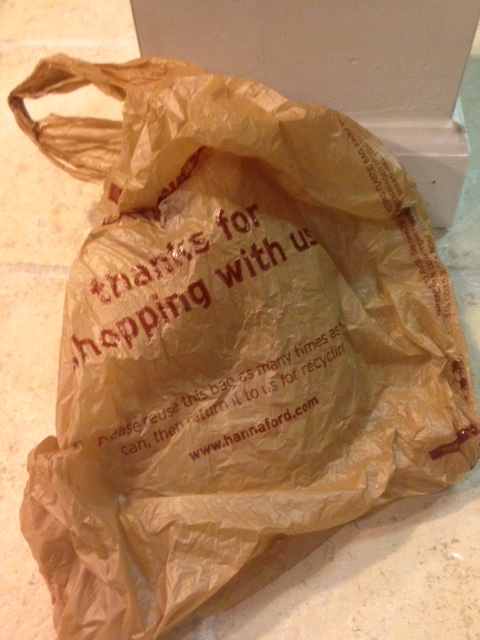 thanks for
shopping with us
please reuse this bag as many times as
can, then return it to us for recyclin
www.hannaford.com